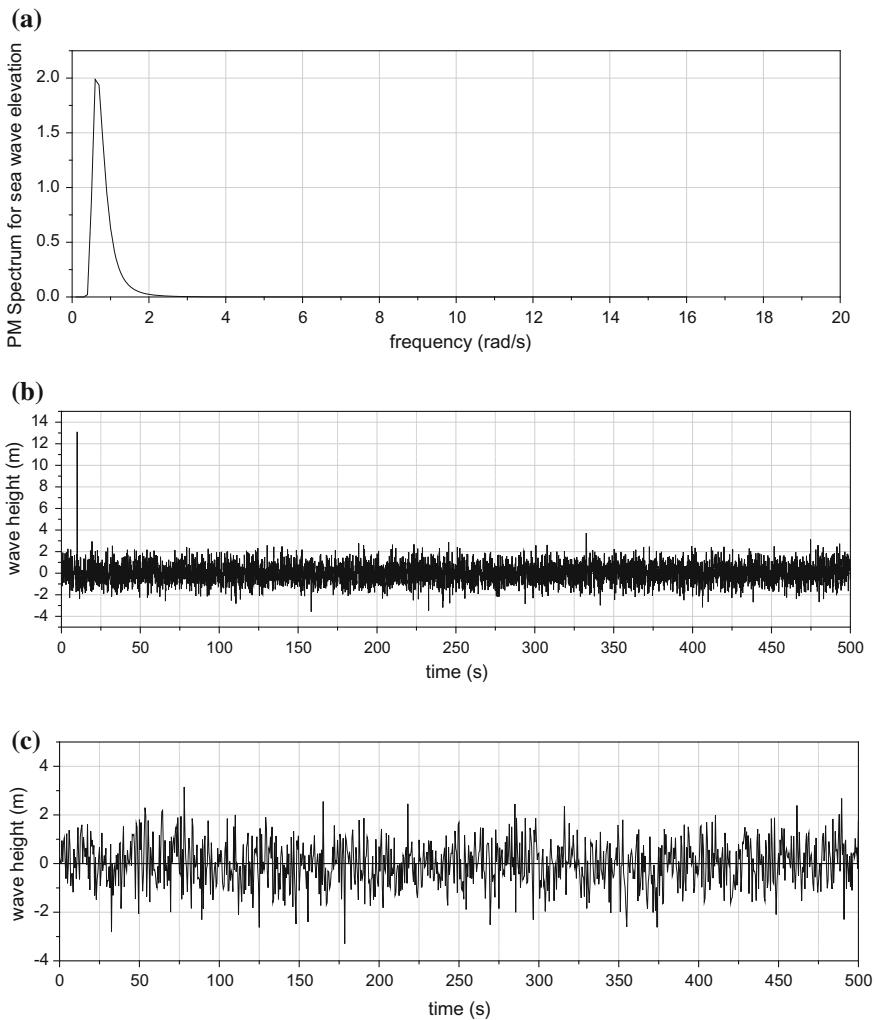 (a)
PM Spectrum for sea wave elevation
2.0
1.5
1.0
0.5
0.0
0 2 4 6 8 10 12 14 16 18 20
frequency (rad/s)
(b)
wave height (m)
14
12
10
8
6
4
2
0
-2
-4
0 50 100 150 200 250 300 350 400 450 500
time (s)
(c)
wave height (m)
4
2
0
-2
-4
0 50 100 150 200 250 300 350 400 450 500
time (s)